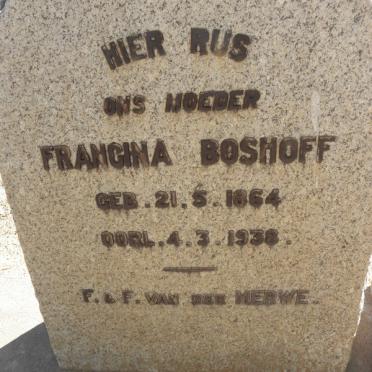 HIER RUS
ONS MOEDER
FRANCINA BOSHOFF
GEB. 21. 5. 1864
OORL. 4. 3. 1938.
F. & F. VAN DER MERWE.